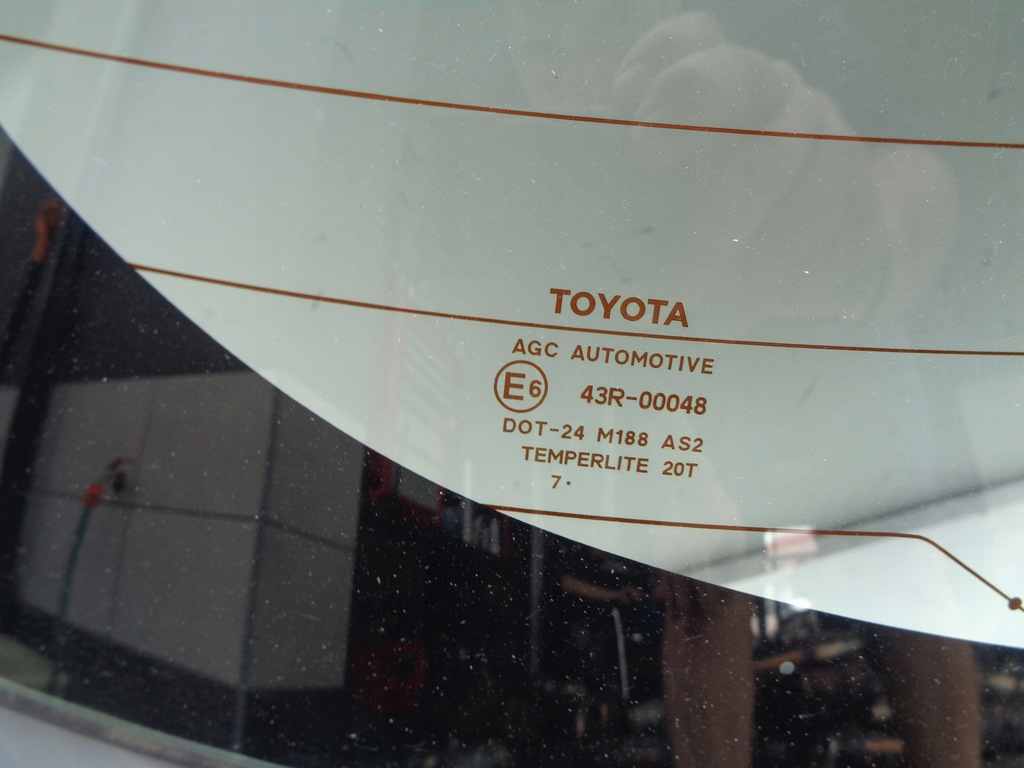 TOYOTA
AGC AUTOMOTIVE
E6 43R-00048
DOT-24 M188 AS2
TEMPERLITE 20T
7·